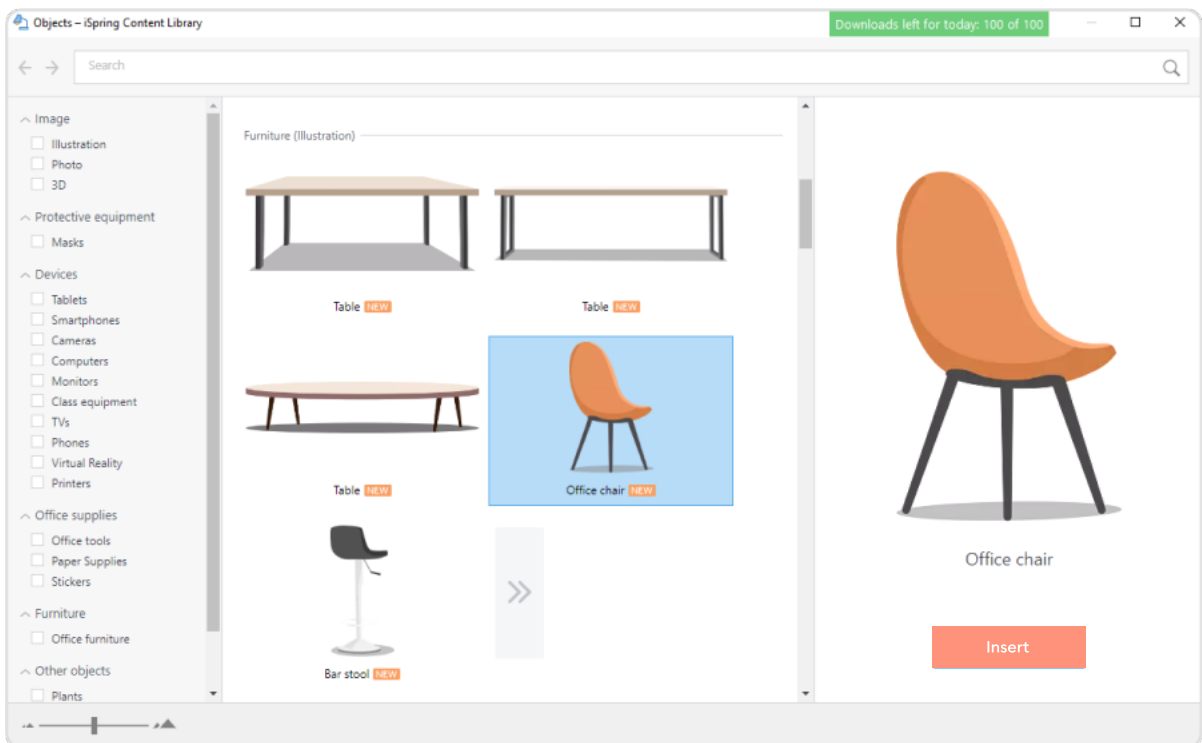 Objects – iSpring Content Library
Downloads left for today: 100 of 100
Search
Image
Illustration
Photo
3D
Protective equipment
Masks
Devices
Tablets
Smartphones
Cameras
Computers
Monitors
Class equipment
TVs
Phones
Virtual Reality
Printers
Office supplies
Office tools
Paper Supplies
Stickers
Furniture
Office furniture
Other objects
Plants
Furniture (Illustration)
Table NEW
Table NEW
Table NEW
Office chair NEW
Bar stool NEW
Office chair
Insert